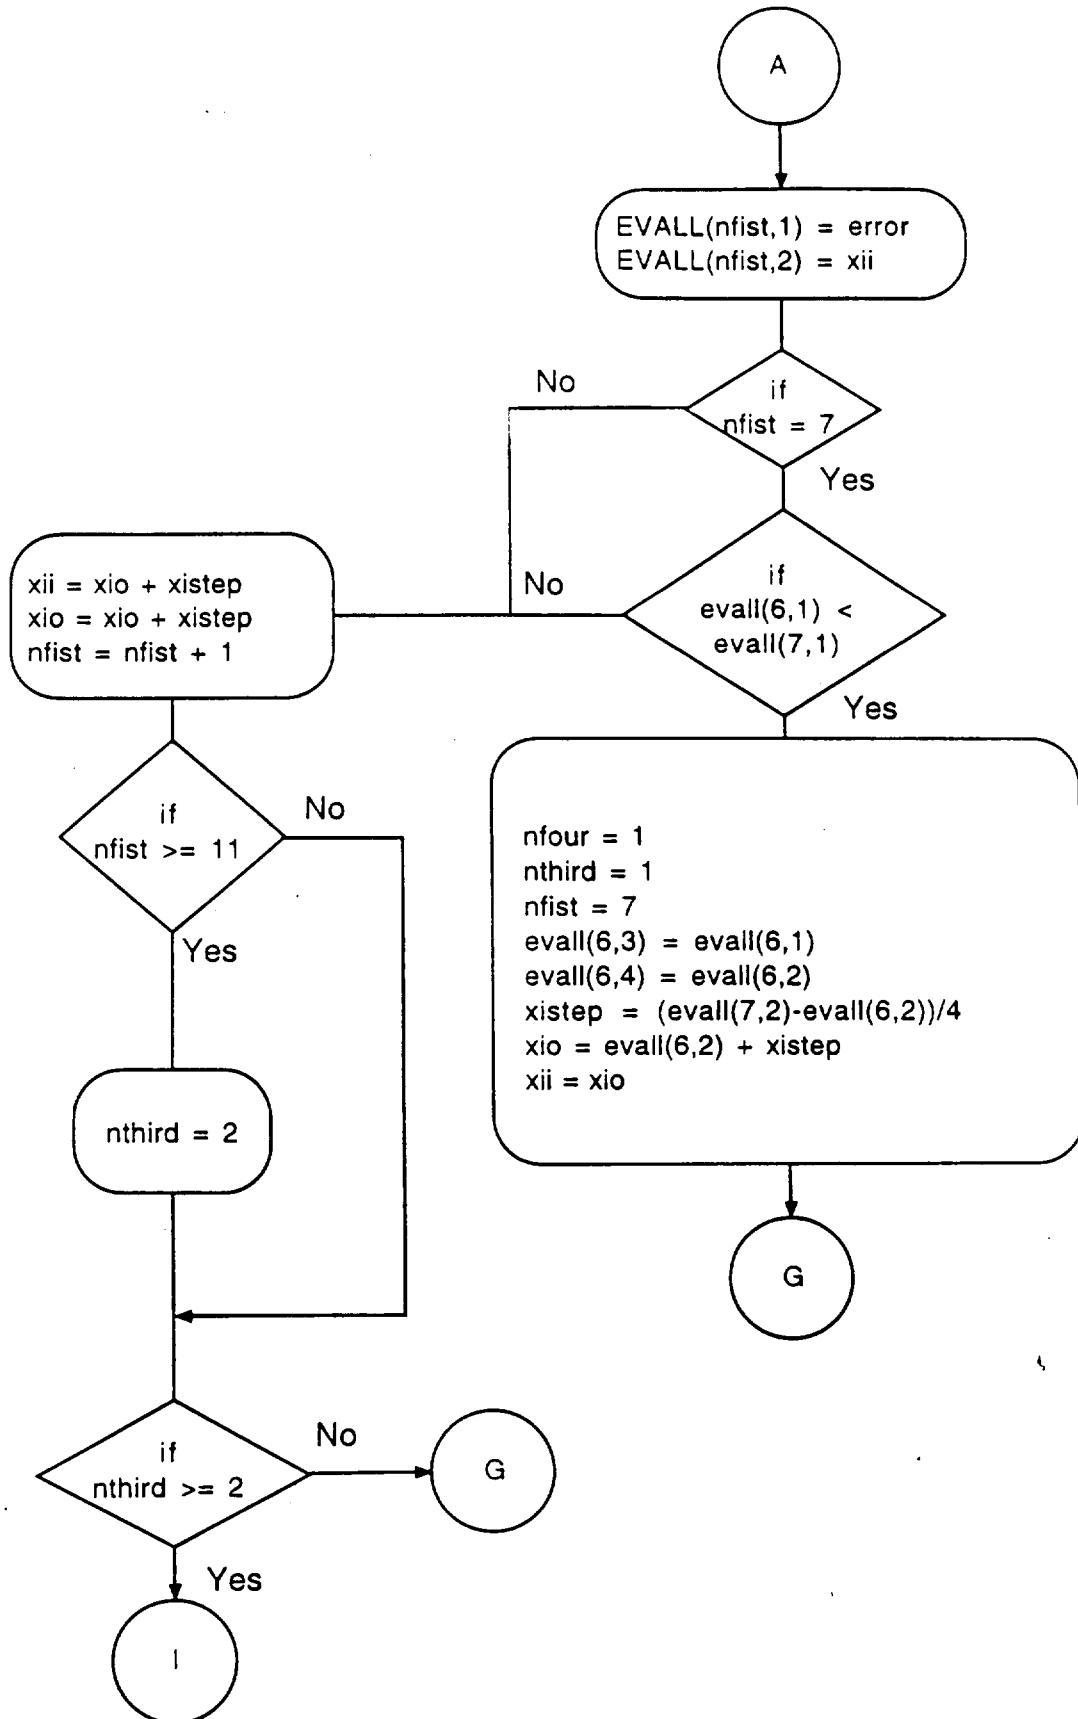 A
EVALL(nfist,1) = error
EVALL(nfist,2) = xii
if
nfist = 7
No
Yes
if
evall(6,1) <
evall(7,1)
No
Yes
xii = xio + xistep
xio = xio + xistep
nfist = nfist + 1
if
nfist >= 11
No
Yes
nthird = 2
nfour = 1
nthird = 1
nfist = 7
evall(6,3) = evall(6,1)
evall(6,4) = evall(6,2)
xistep = (evall(7,2)-evall(6,2))/4
xio = evall(6,2) + xistep
xii = xio
G
if
nthird >= 2
No
G
Yes
I